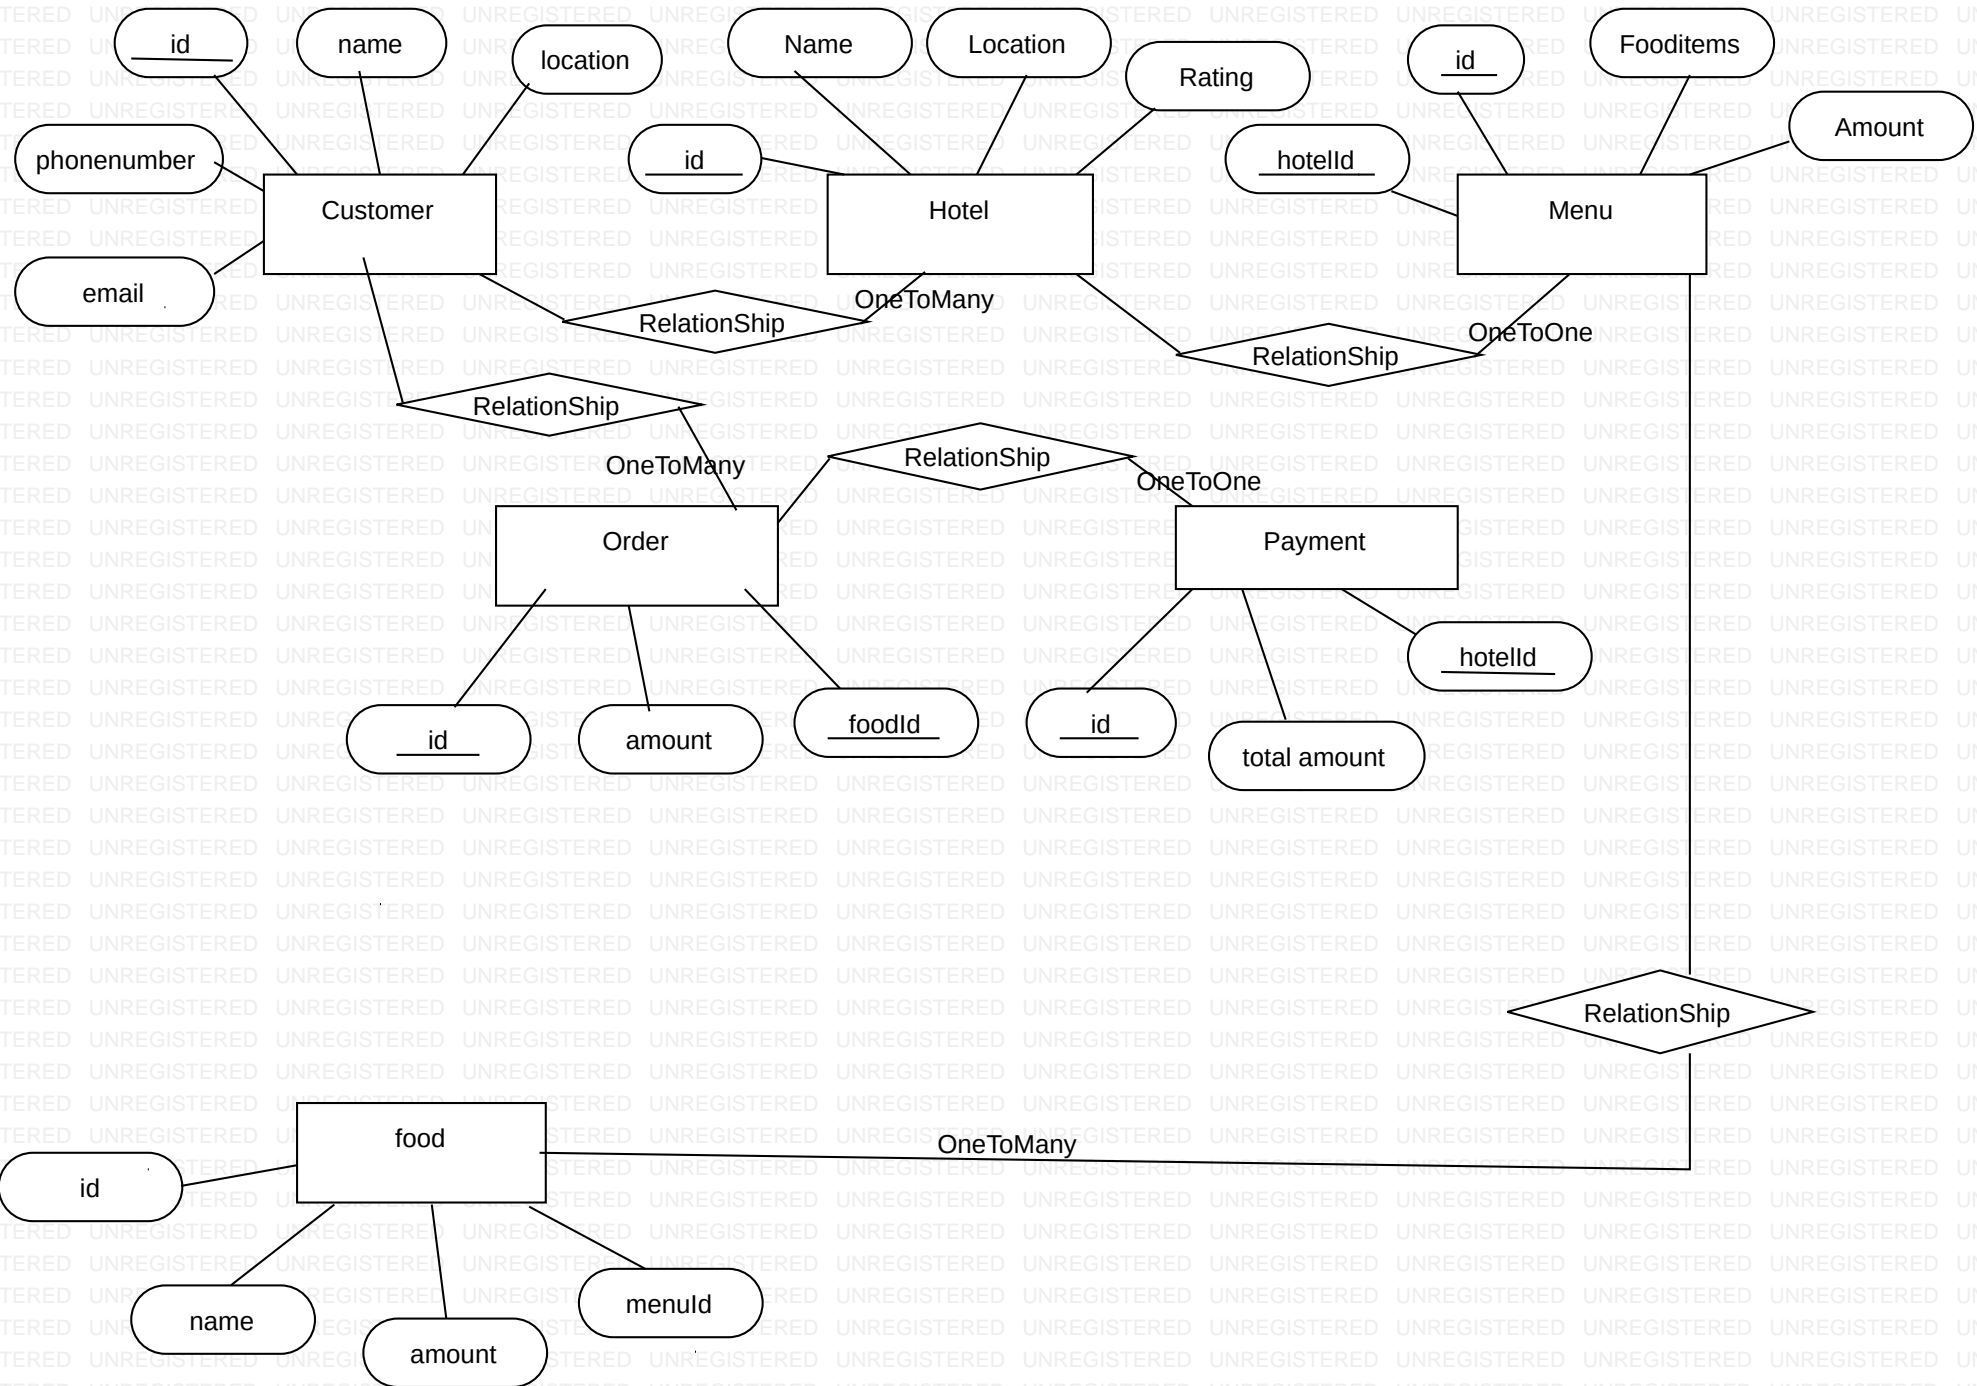 id
name
location
Name
Location
Rating
id
Fooditems
Amount
phonenumber
id
hotelId
Customer
Hotel
Menu
email
RelationShip
OneToMany
RelationShip
OneToOne
RelationShip
OneToMany
RelationShip
OneToOne
Order
Payment
id
amount
foodId
id
total amount
hotelId
RelationShip
food
OneToMany
id
name
amount
menuId
UNREGISTERED